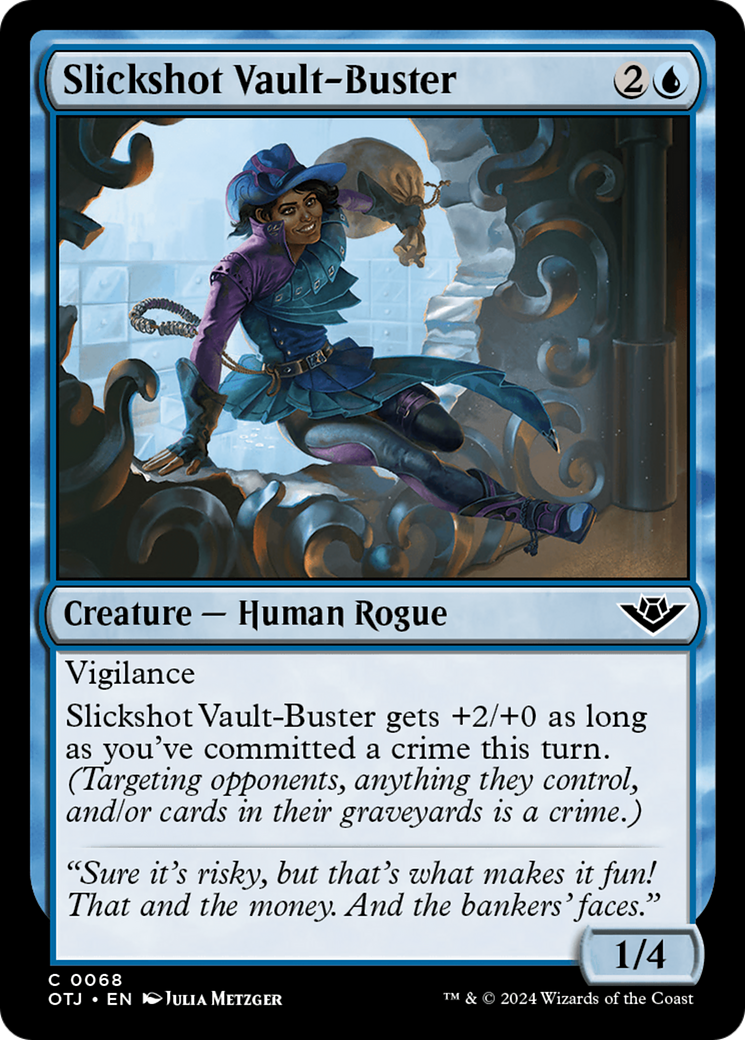 Slickshot Vault-Buster 2
Creature — Human Rogue
Vigilance
Slickshot Vault-Buster gets +2/+0 as long
as you've committed a crime this turn.
(Targeting opponents, anything they control,
and/or cards in their graveyards is a crime.)
“Sure it's risky, but that's what makes it fun!
That and the money. And the bankers' faces.”
1/4
C 0068
OTJ • EN Julia Metzger
™ & © 2024 Wizards of the Coast